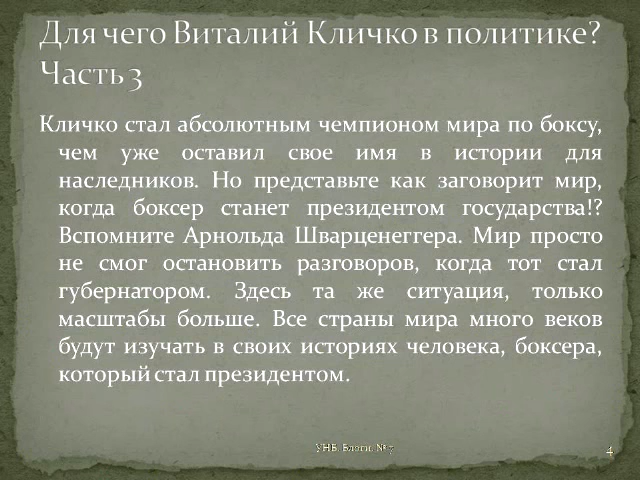 Для чего Виталий Кличко в политике?
Часть 3
Кличко стал абсолютным чемпионом мира по боксу,
чем уже оставил свое имя в истории для
наследников. Но представьте как заговорит мир,
когда боксер станет президентом государства!?
Вспомните Арнольда Шварценеггера. Мир просто
не смог остановить разговоров, когда тот стал
губернатором. Здесь та же ситуация, только
масштабы больше. Все страны мира много веков
будут изучать в своих историях человека, боксера,
который стал президентом.
УНБ. Блоги. №
4